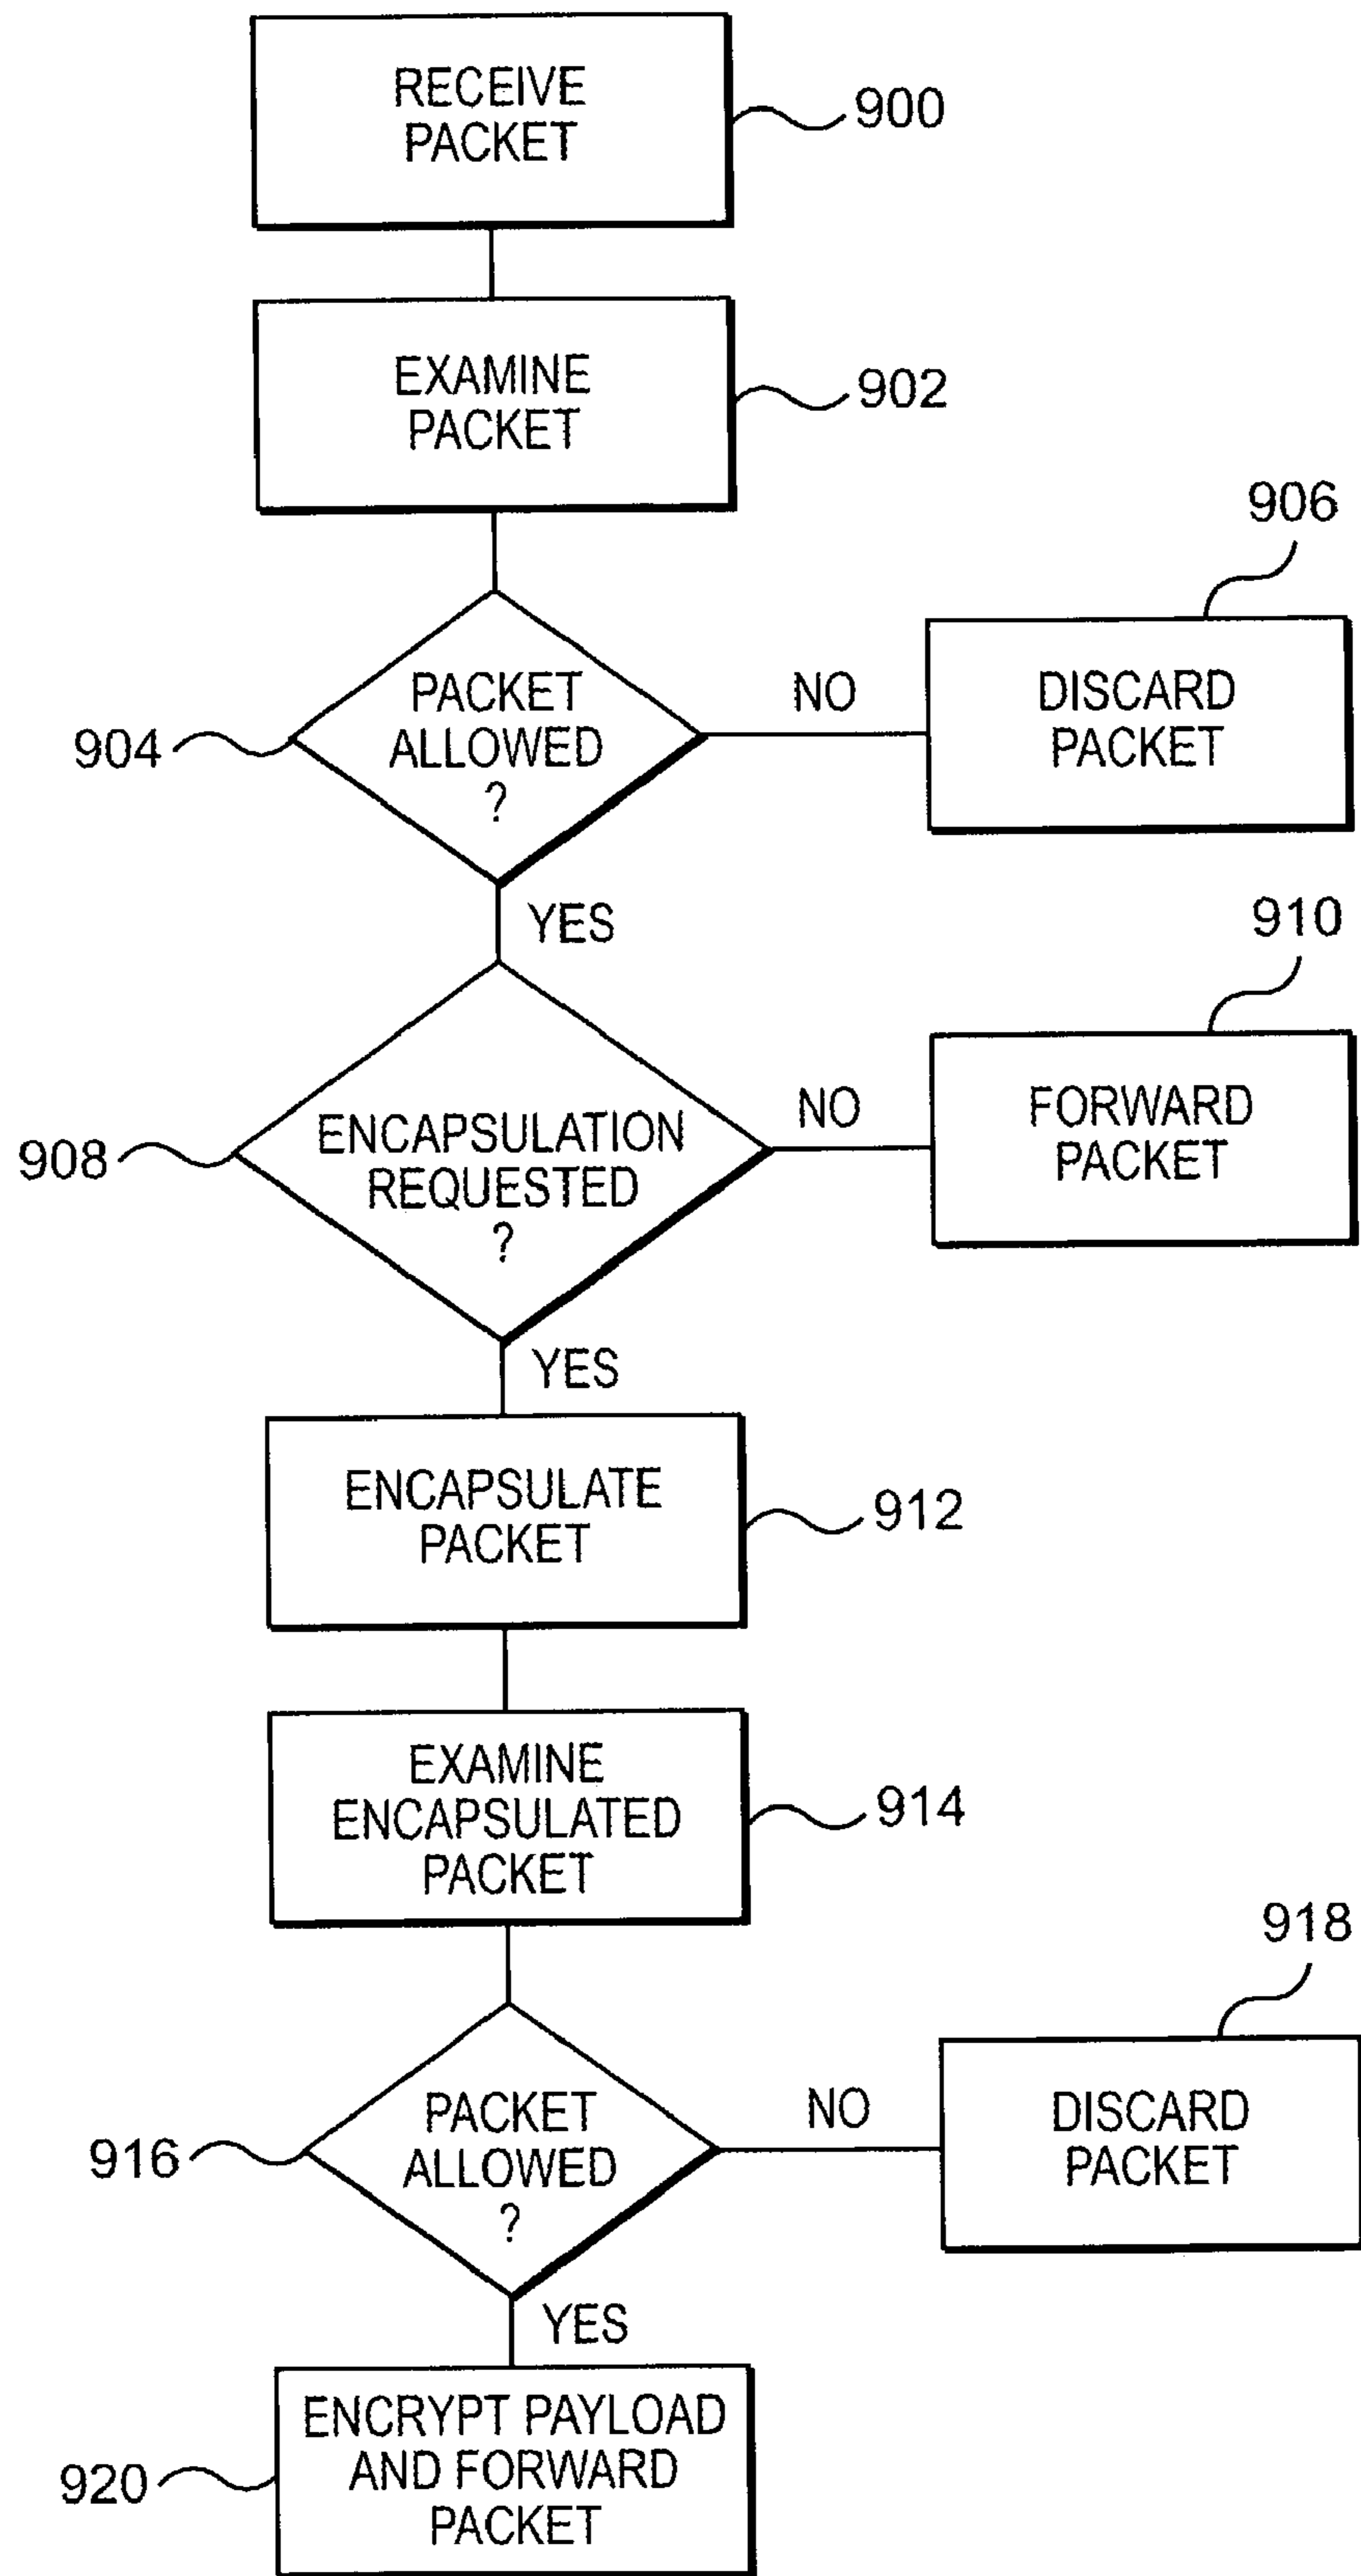 RECEIVE
PACKET
900
EXAMINE
PACKET
902
906
PACKET
ALLOWED
?
904
NO
DISCARD
PACKET
YES
910
ENCAPSULATION
REQUESTED
?
908
NO
FORWARD
PACKET
YES
ENCAPSULATE
PACKET
912
EXAMINE
ENCAPSULATED
PACKET
914
918
PACKET
ALLOWED
?
916
NO
DISCARD
PACKET
YES
ENCRYPT PAYLOAD
AND FORWARD
PACKET
920